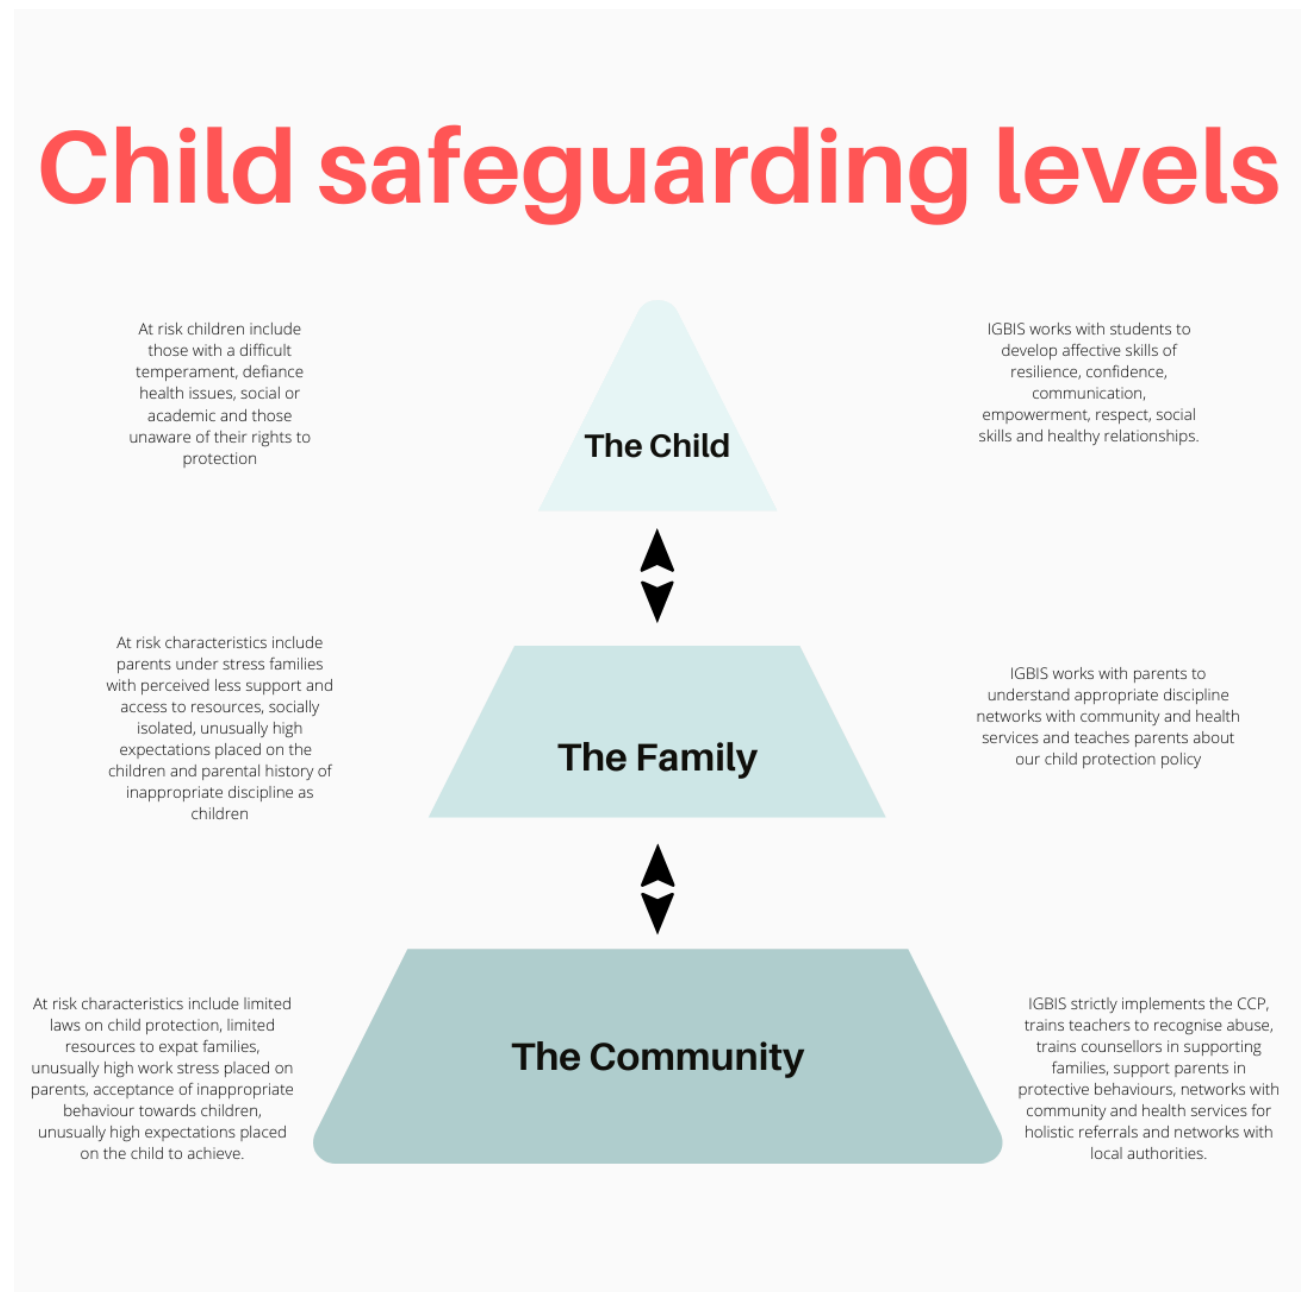 Child safeguarding levels
At risk children include
those with a difficult
temperament, defiance
health issues, social or
academic and those
unaware of their rights to
protection
The Child
IGBIS works with students to
develop affective skills of
resilience, confidence,
communication,
empowerment, respect, social
skills and healthy relationships.
At risk characteristics include
parents under stress families
with perceived less support and
access to resources, socially
isolated, unusually high
expectations placed on the
children and parental history of
inappropriate discipline as
children
The Family
IGBIS works with parents to
understand appropriate discipline
networks with community and health
services and teaches parents about
our child protection policy
At risk characteristics include limited
laws on child protection, limited
resources to expat families,
unusually high work stress placed on
parents, acceptance of inappropriate
behaviour towards children,
unusually high expectations placed
on the child to achieve.
The Community
IGBIS strictly implements the CCP,
trains teachers to recognise abuse,
trains counsellors in supporting
families, support parents in
protective behaviours, networks with
community and health services for
holistic referrals and networks with
local authorities.